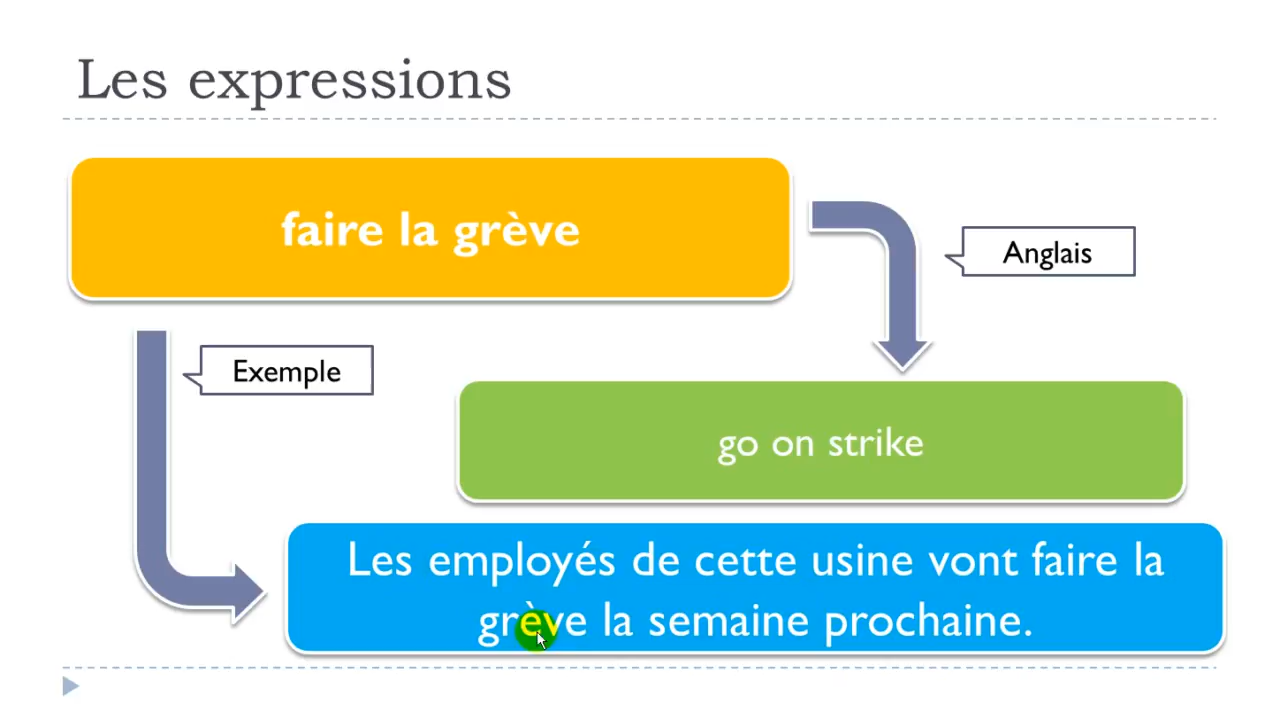 Les expressions
faire la grève
Anglais
Exemple
go on strike
Les employés de cette usine vont faire la
grève la semaine prochaine.